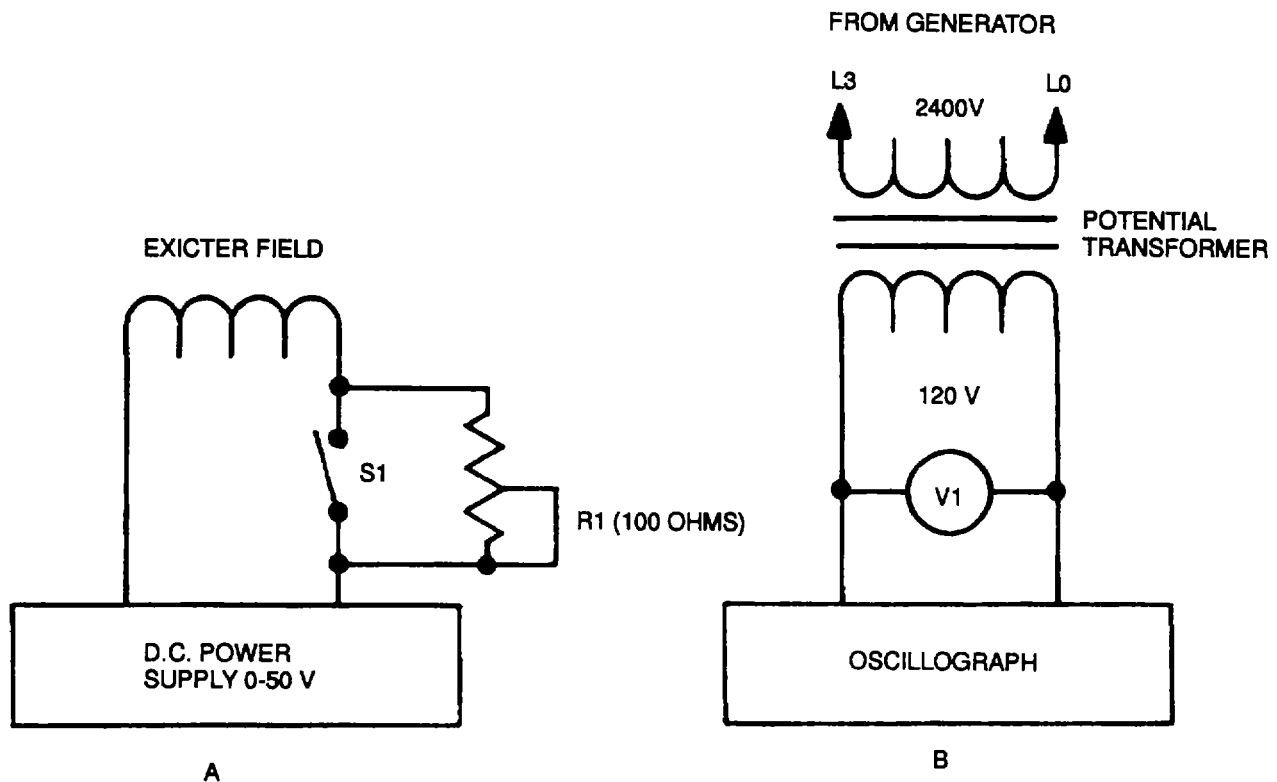 FROM GENERATOR
L3
L0
2400V
POTENTIAL
TRANSFORMER
EXICTER FIELD
120 V
S1
V1
R1 (100 OHMS)
D.C. POWER
SUPPLY 0-50 V
OSCILLOGRAPH
A
B